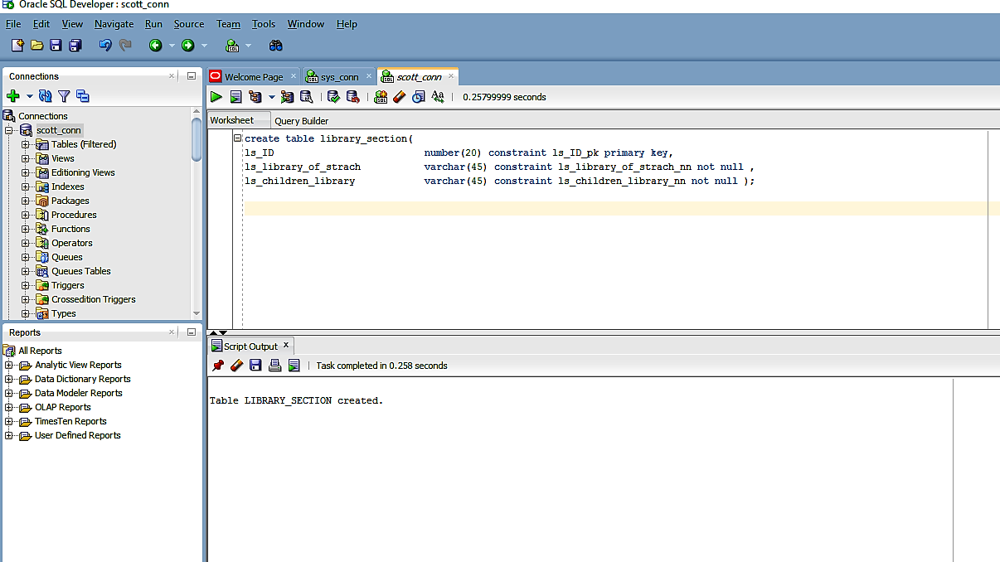 Oracle SQL Developer : scott_conn
File Edit View Navigate Run Source Team Tools Window Help
Connections
Connections
scott_conn
Tables (Filtered)
Views
Editioning Views
Indexes
Packages
Procedures
Functions
Operators
Queues
Queues Tables
Triggers
Crossedition Triggers
Types
Reports
All Reports
Analytic View Reports
Data Dictionary Reports
Data Modeler Reports
OLAP Reports
TimesTen Reports
User Defined Reports
Welcome Page sys_conn scott_conn
0.25799999 seconds
Worksheet Query Builder
create table library_section(
ls_ID number(20) constraint ls_ID_pk primary key,
ls_library_of_strach varchar(45) constraint ls_library_of_strach_nn not null ,
ls_children_library varchar(45) constraint ls_children_library_nn not null );
Script Output x
Task completed in 0.258 seconds
Table LIBRARY_SECTION created.